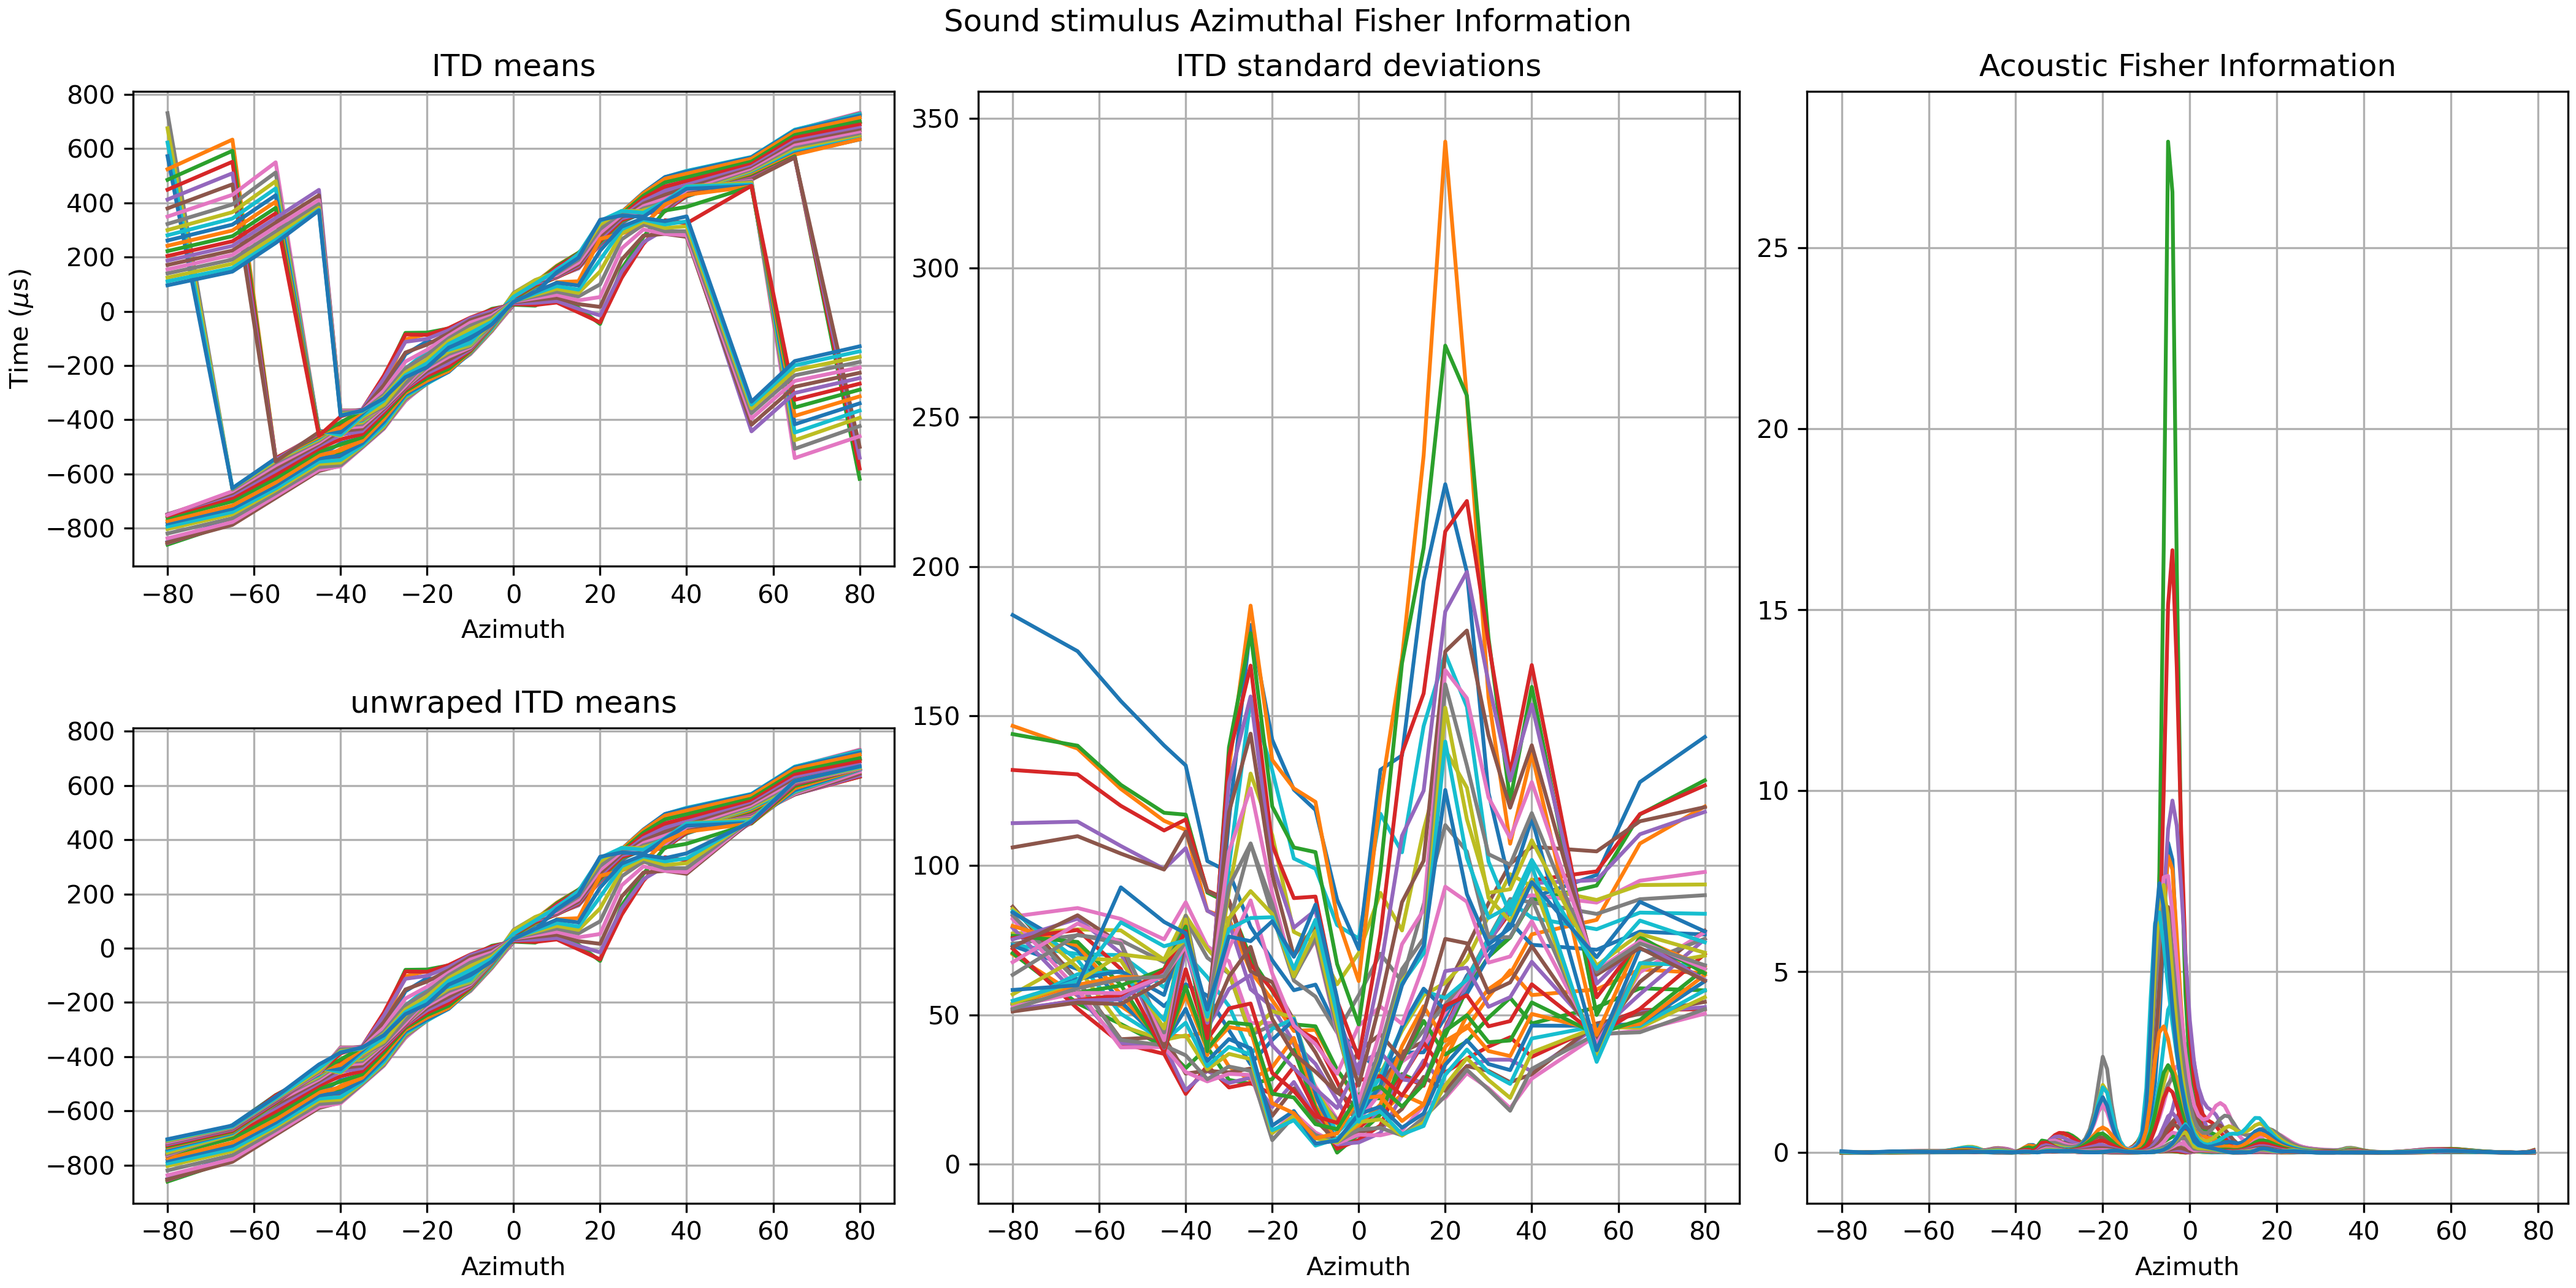 Sound stimulus Azimuthal Fisher Information
ITD means
800
600
400
200
0
−200
−400
−600
−800
Time (μs)
−80 −60 −40 −20 0 20 40 60 80
Azimuth
unwraped ITD means
800
600
400
200
0
−200
−400
−600
−800
−80 −60 −40 −20 0 20 40 60 80
Azimuth
ITD standard deviations
350
300
250
200
150
100
50
0
−80 −60 −40 −20 0 20 40 60 80
Azimuth
Acoustic Fisher Information
25
20
15
10
5
0
−80 −60 −40 −20 0 20 40 60 80
Azimuth